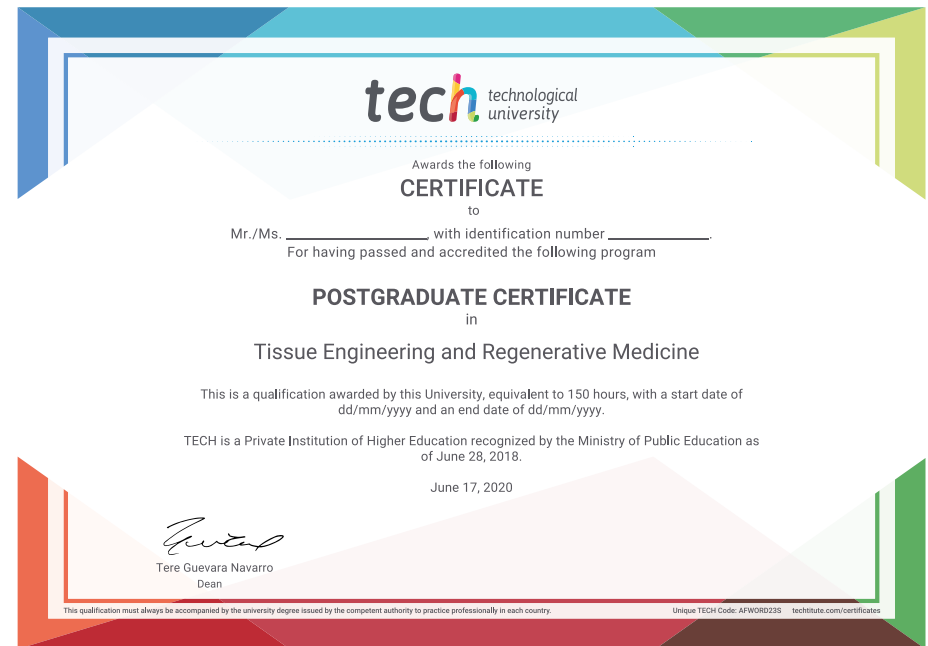 tech technological
university
Awards the following
CERTIFICATE
to
Mr./Ms. ____________________, with identification number ______________.
For having passed and accredited the following program
POSTGRADUATE CERTIFICATE
in
Tissue Engineering and Regenerative Medicine
This is a qualification awarded by this University, equivalent to 150 hours, with a start date of
dd/mm/yyyy and an end date of dd/mm/yyyy.
TECH is a Private Institution of Higher Education recognized by the Ministry of Public Education as
of June 28, 2018.
June 17, 2020
Tere Guevara Navarro
Dean
This qualification must always be accompanied by the university degree issued by the competent authority to practice professionally in each country. Unique TECH Code: AFWORD23S techtitute.com/certificates